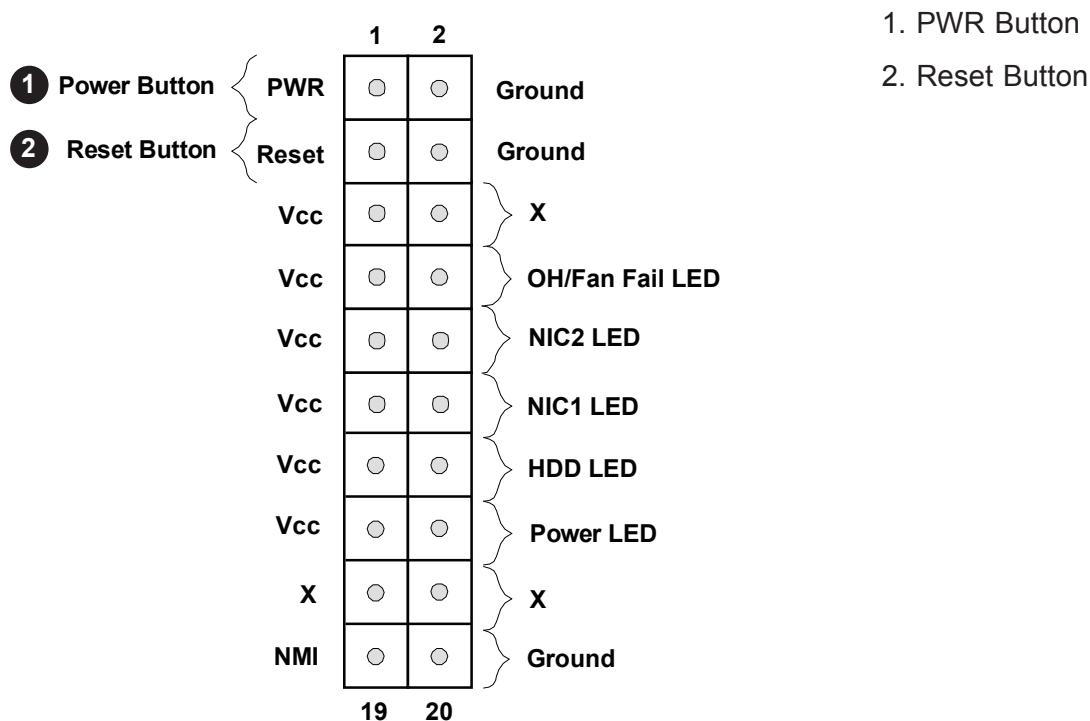 1 2
1 Power Button PWR Ground
2 Reset Button Reset Ground
Vcc X
Vcc OH/Fan Fail LED
Vcc NIC2 LED
Vcc NIC1 LED
Vcc HDD LED
Vcc Power LED
X X
NMI Ground
19 20
1. PWR Button
2. Reset Button